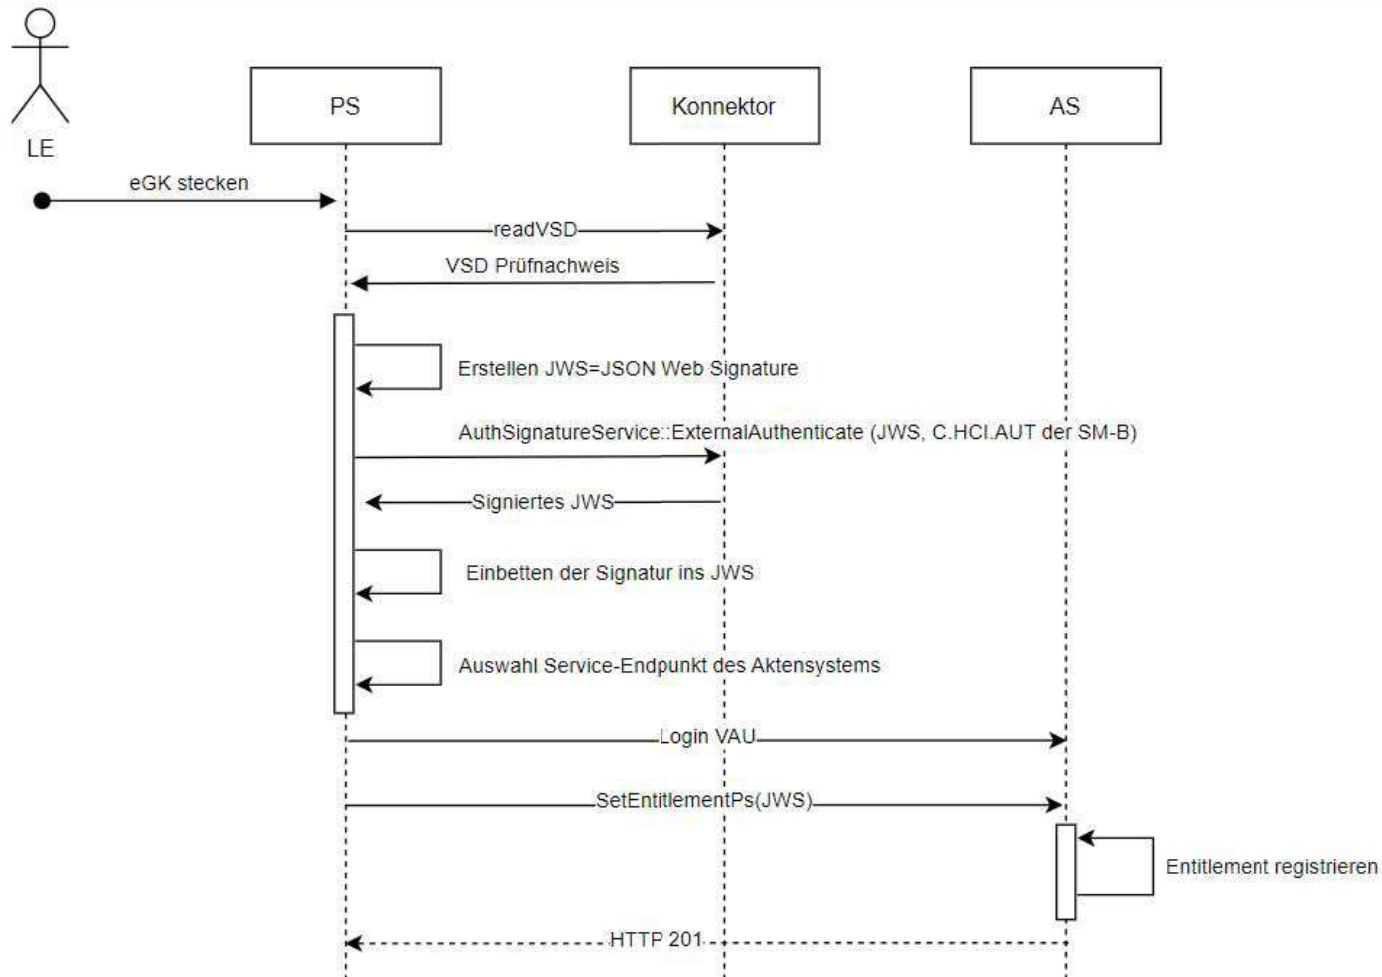 LE
PS
Konnektor
AS
eGK stecken
readVSD
VSD Prüfnachweis
Erstellen JWS=JSON Web Signature
AuthSignatureService::ExternalAuthenticate (JWS, C.HCI.AUT der SM-B)
Signiertes JWS
Einbetten der Signatur ins JWS
Auswahl Service-Endpunkt des Aktensystems
Login VAU
SetEntitlementPs(JWS)
Entitlement registrieren
HTTP 201